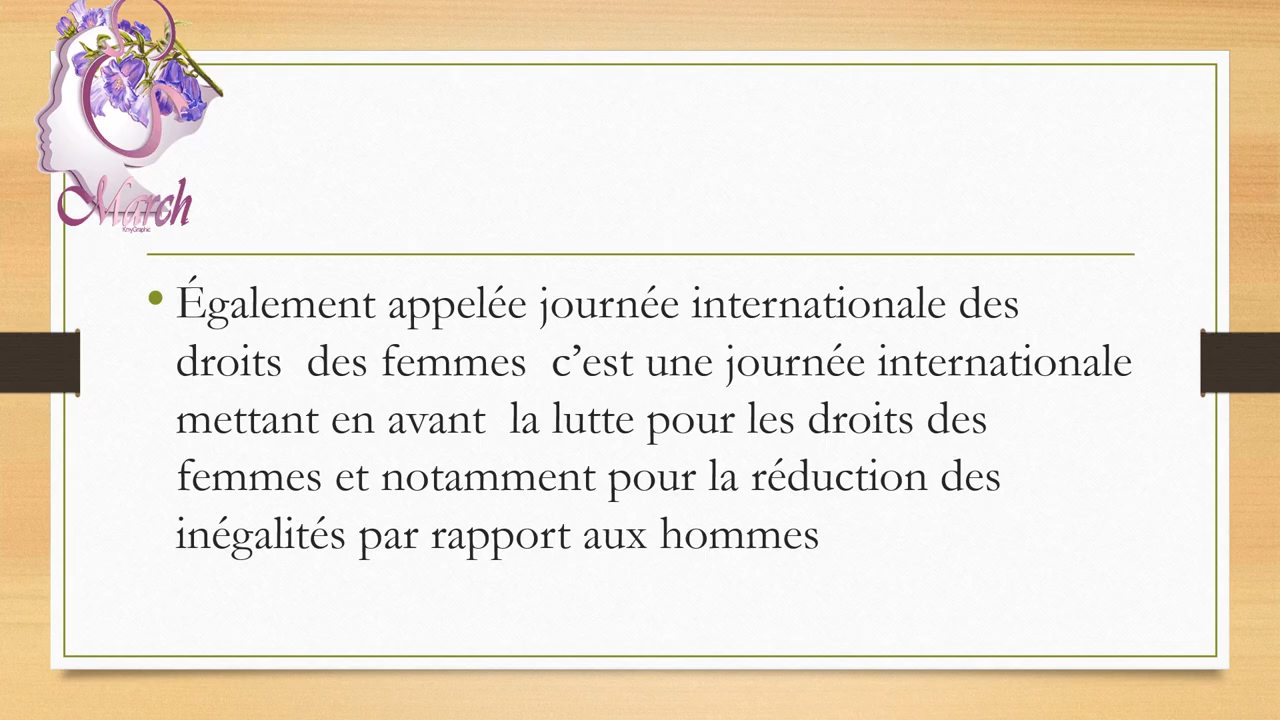 8
March
KnyGraphic
• Également appelée journée internationale des
droits des femmes c’est une journée internationale
mettant en avant la lutte pour les droits des
femmes et notamment pour la réduction des
inégalités par rapport aux hommes